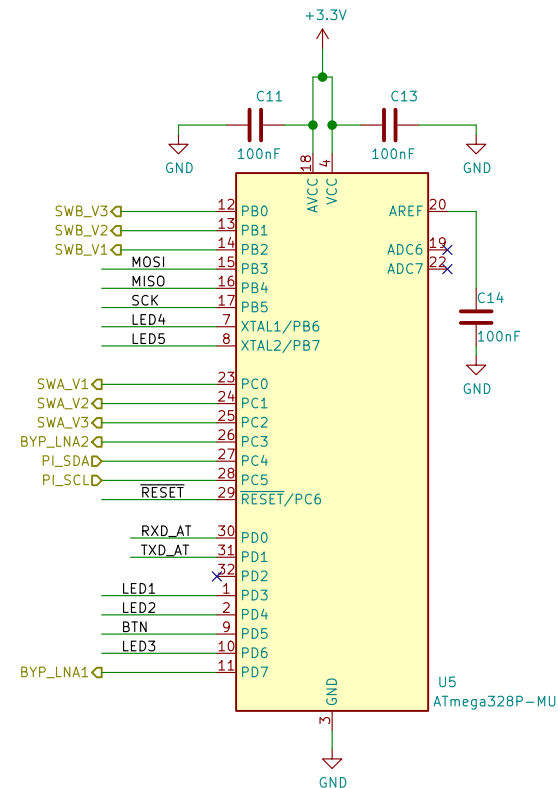 +3.3V
C11
C13
100nF
100nF
GND
GND
18
4
AVCC
VCC
SWB_V3 12 PB0
AREF 20
SWB_V2 13 PB1
SWB_V1 14 PB2
ADC6 19
MOSI 15 PB3
ADC7 22
MISO 16 PB4
SCK 17 PB5
C14
LED4 7 XTAL1/PB6
100nF
LED5 8 XTAL2/PB7
SWA_V1 23 PC0
GND
SWA_V2 24 PC1
SWA_V3 25 PC2
BYP_LNA2 26 PC3
PI_SDA 27 PC4
PI_SCL 28 PC5
RESET 29 RESET/PC6
RXD_AT 30 PD0
TXD_AT 31 PD1
32 PD2
LED1 1 PD3
LED2 2 PD4
BTN 9 PD5
LED3 10 PD6
BYP_LNA1 11 PD7
GND
3
U5
ATmega328P-MU
GND